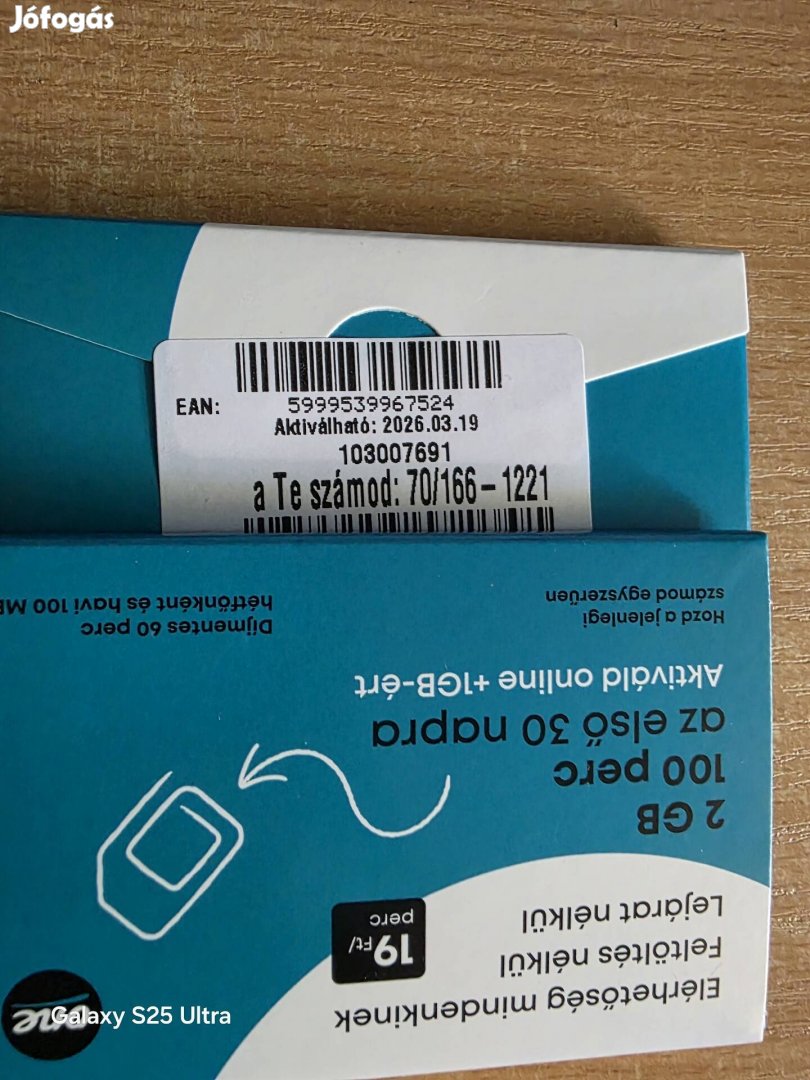 Jófogás
EAN:
5999539967524
Aktiválható: 2026.03.19
103007691
a Te számod: 70/166-1221
Elérhetőség mindenkinek
Feltöltés nélkül
Lejárat nélkül
19 Ft/
perc
2 GB
100 perc
az első 30 napra
Aktiváld online +1GB-ért
Hozd a jelenlegi
számod egyszerűen
Díjmentes 60 perc
hétfőnként és havi 100 MB
one
Galaxy S25 Ultra